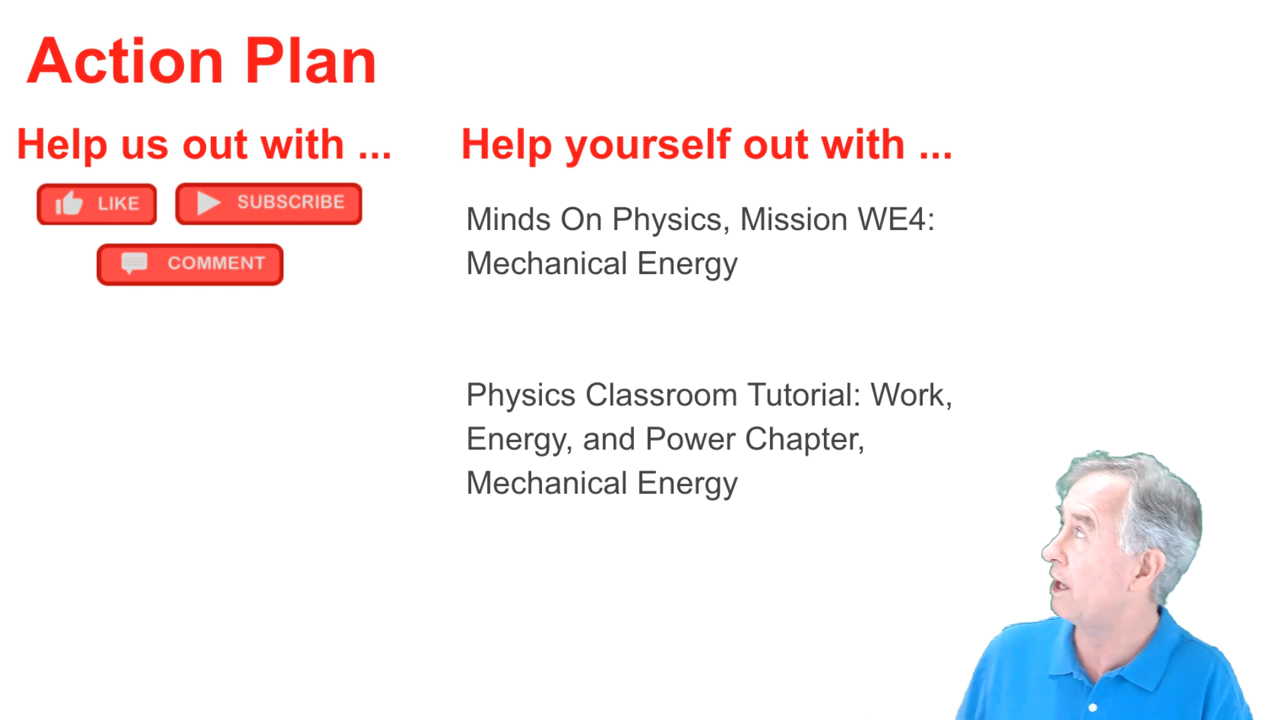 Action Plan
Help us out with ...
LIKE
SUBSCRIBE
COMMENT
Help yourself out with ...
Minds On Physics, Mission WE4:
Mechanical Energy
Physics Classroom Tutorial: Work,
Energy, and Power Chapter,
Mechanical Energy